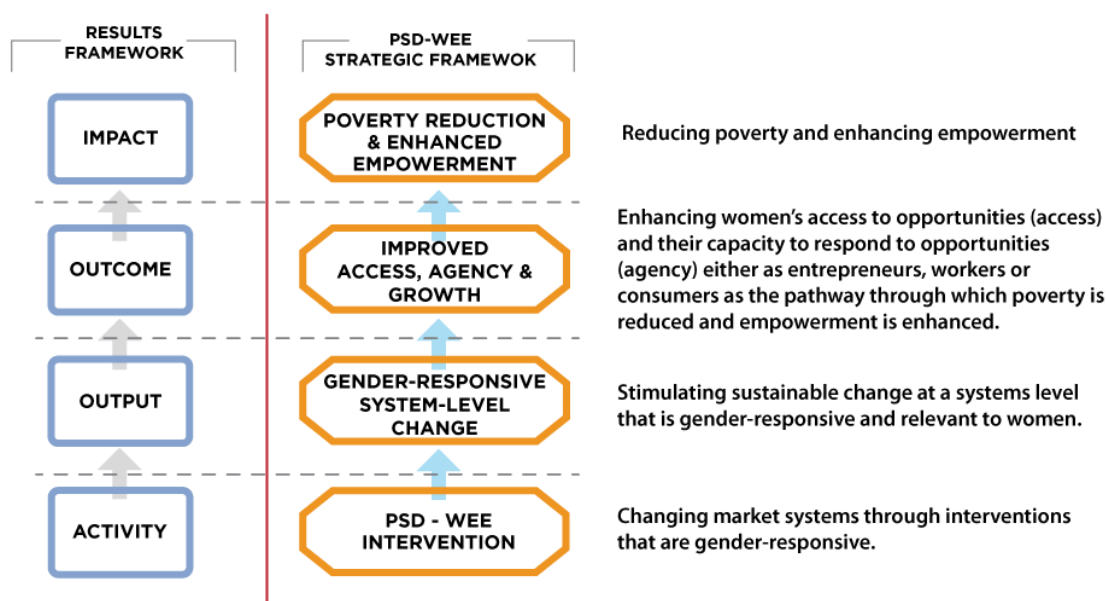 RESULTS
FRAMEWORK
PSD-WEE
STRATEGIC FRAMEWOK
IMPACT
POVERTY REDUCTION
& ENHANCED
EMPOWERMENT
Reducing poverty and enhancing empowerment
OUTCOME
IMPROVED
ACCESS, AGENCY &
GROWTH
Enhancing women’s access to opportunities (access)
and their capacity to respond to opportunities
(agency) either as entrepreneurs, workers or
consumers as the pathway through which poverty is
reduced and empowerment is enhanced.
OUTPUT
GENDER-RESPONSIVE
SYSTEM-LEVEL
CHANGE
Stimulating sustainable change at a systems level
that is gender-responsive and relevant to women.
ACTIVITY
PSD - WEE
INTERVENTION
Changing market systems through interventions
that are gender-responsive.